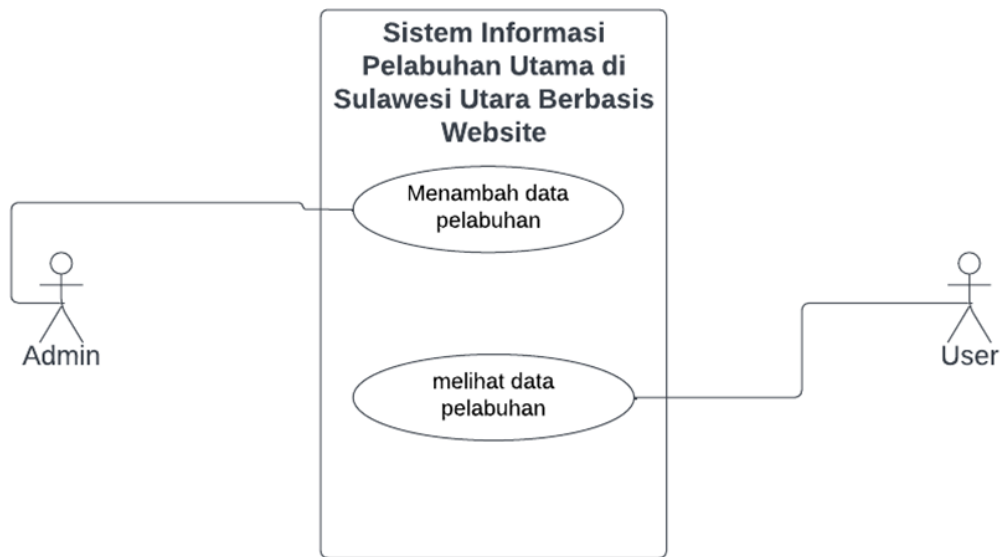 Sistem Informasi
Pelabuhan Utama di
Sulawesi Utara Berbasis
Website
Menambah data
pelabuhan
Admin
User
melihat data
pelabuhan